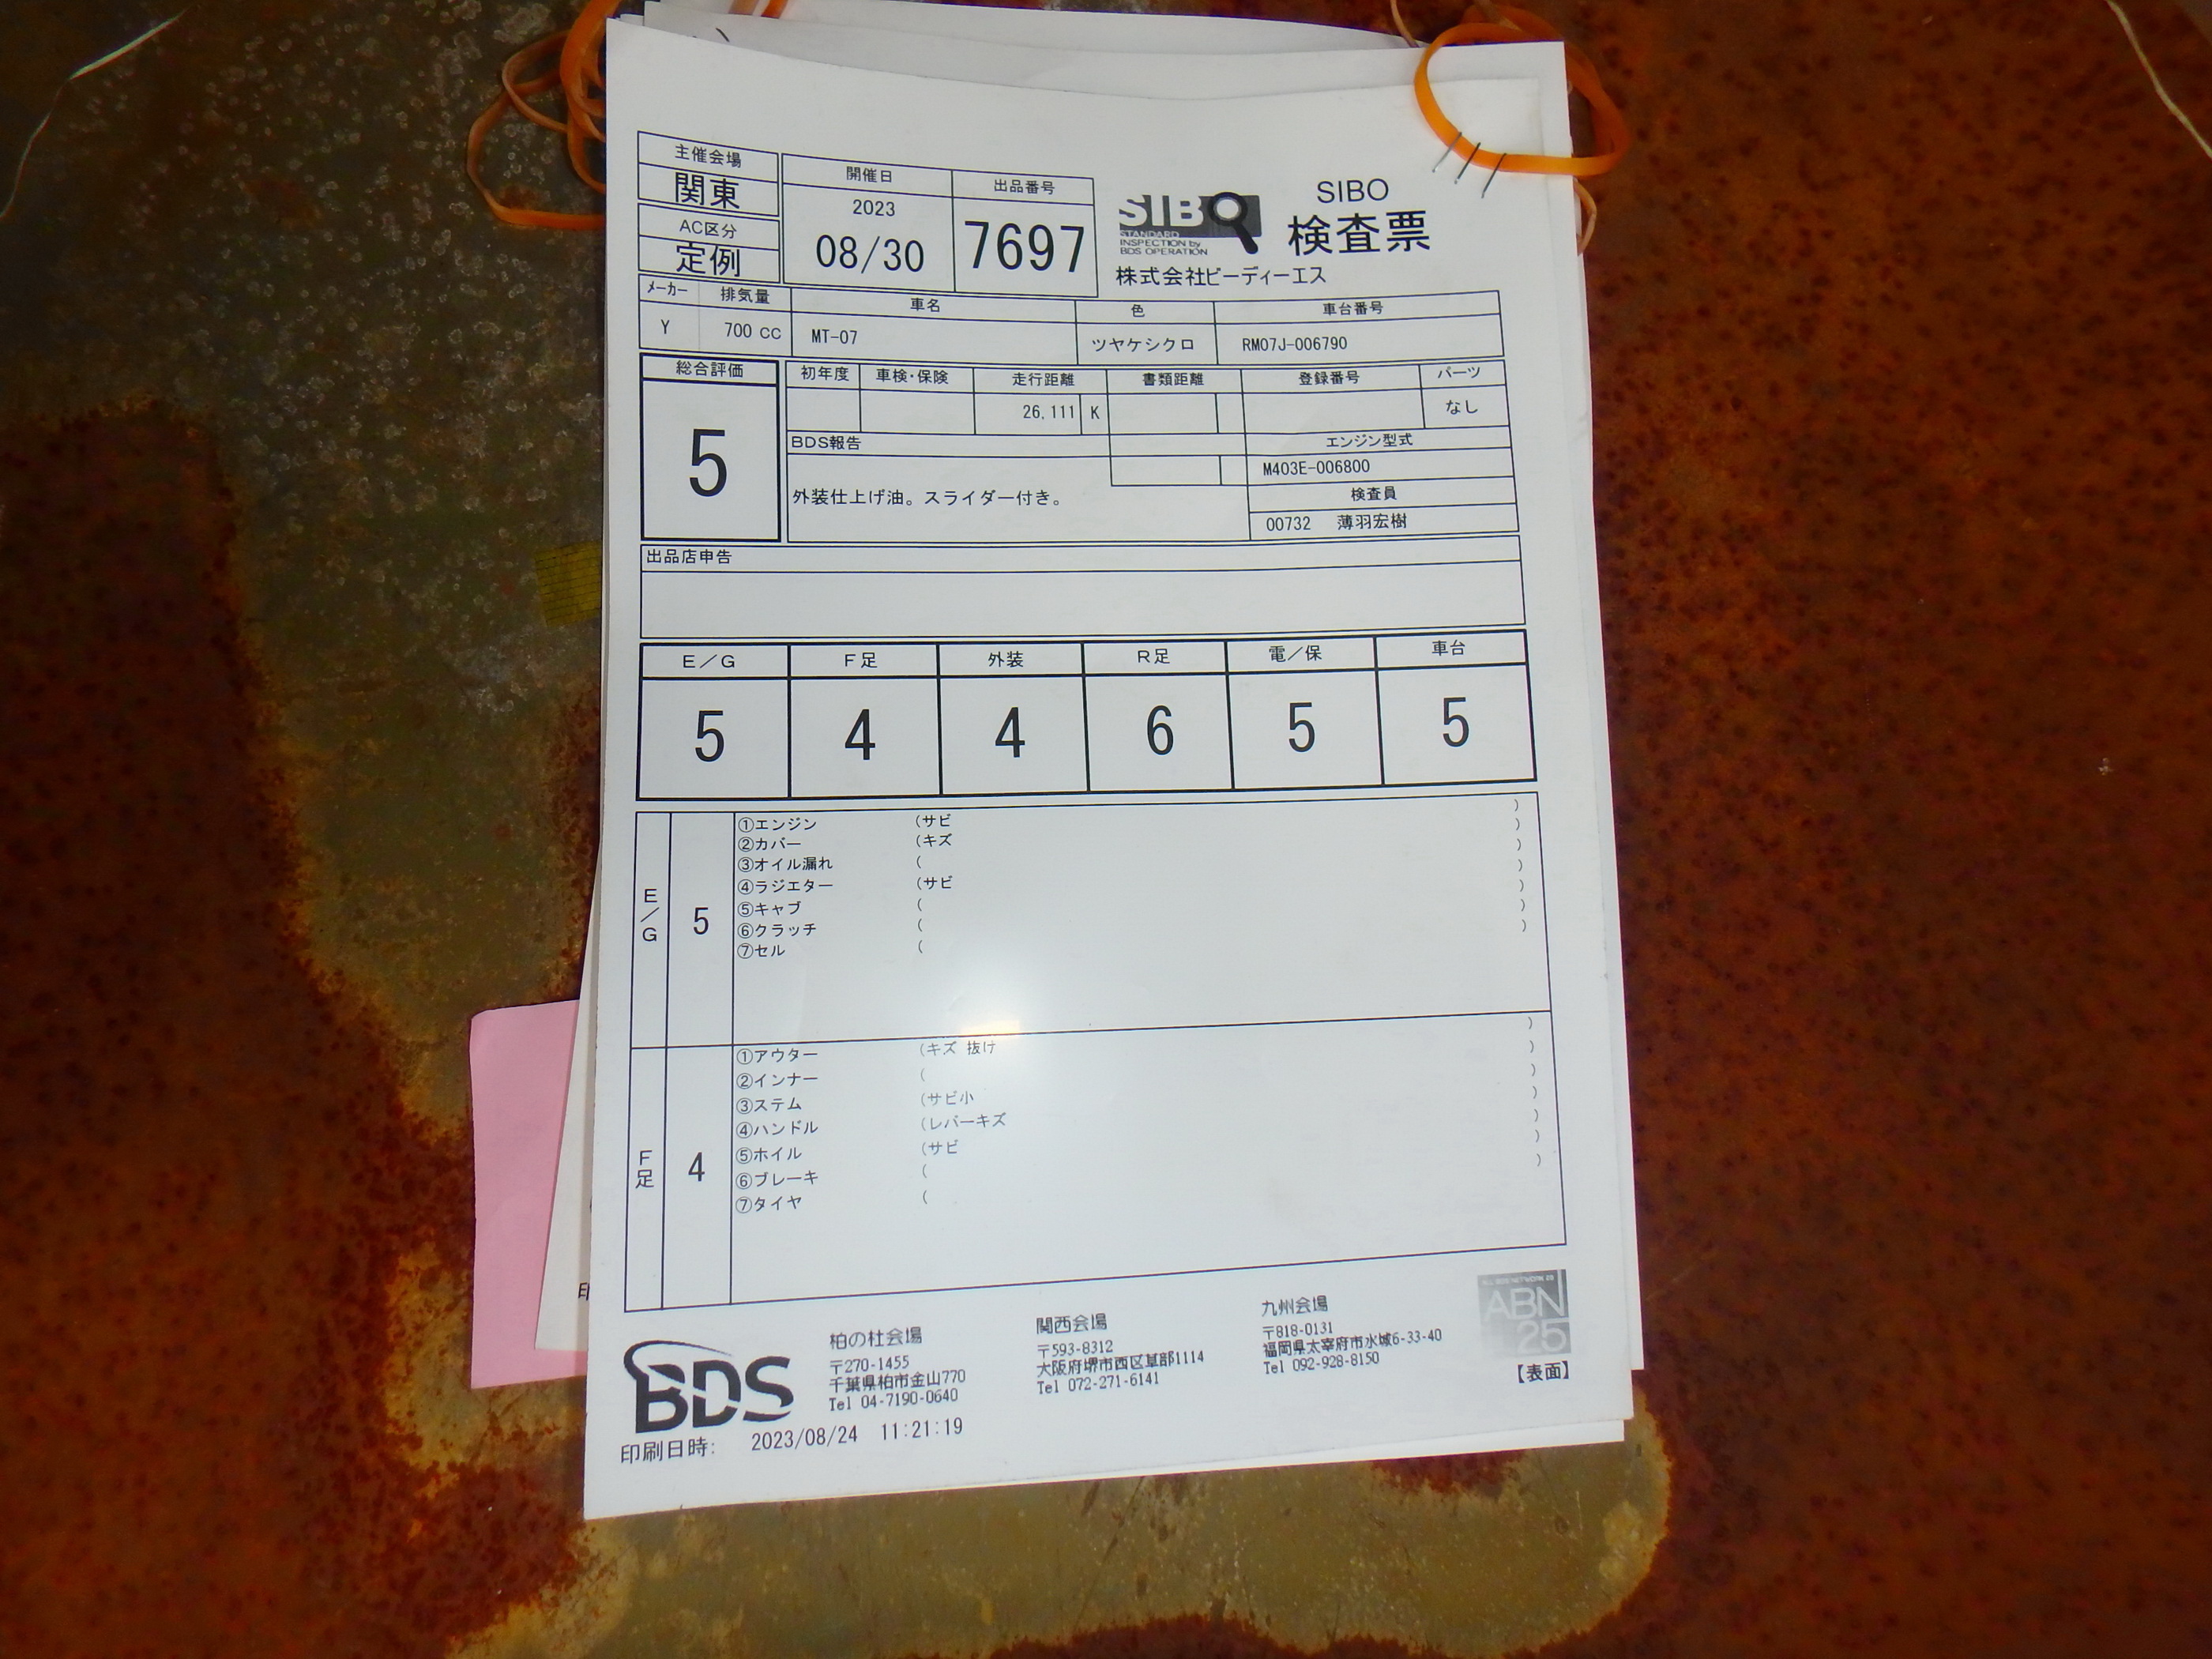 主催会場
関東
AC区分
定例
開催日
2023
08/30
出品番号
7697
SIBO
STANDARD
INSPECTION by
BDS OPERATION
SIBO
検査票
株式会社ビーディーエス
メーカー 排気量 車名 色 車台番号
Y 700 CC MT-07 ツヤケシクロ RM07J-006790
総合評価
5
初年度 車検・保険 走行距離 書類距離 登録番号 パーツ
26,111 K なし
BDS報告
外装仕上げ油。スライダー付き。
エンジン型式
M403E-006800
検査員
00732 薄羽宏樹
出品店申告
E/G F足 外装 R足 電/保 車台
5 4 4 6 5 5
E/G
5
①エンジン (サビ )
②カバー (キズ )
③オイル漏れ ( )
④ラジエター (サビ )
⑤キャブ ( )
⑥クラッチ ( )
⑦セル ( )
F足
4
①アウター (キズ 抜け )
②インナー ( )
③ステム (サビ小 )
④ハンドル (レバーキズ )
⑤ホイル (サビ )
⑥ブレーキ ( )
⑦タイヤ ( )
BDS
柏の杜会場
〒270-1455
千葉県柏市金山770
Tel 04-7190-0640
関西会場
〒593-8312
大阪府堺市西区草部1114
Tel 072-271-6141
九州会場
〒818-0131
福岡県太宰府市水城6-33-40
Tel 092-928-8150
ABN
25
【表面】
印刷日時: 2023/08/24 11:21:19
印